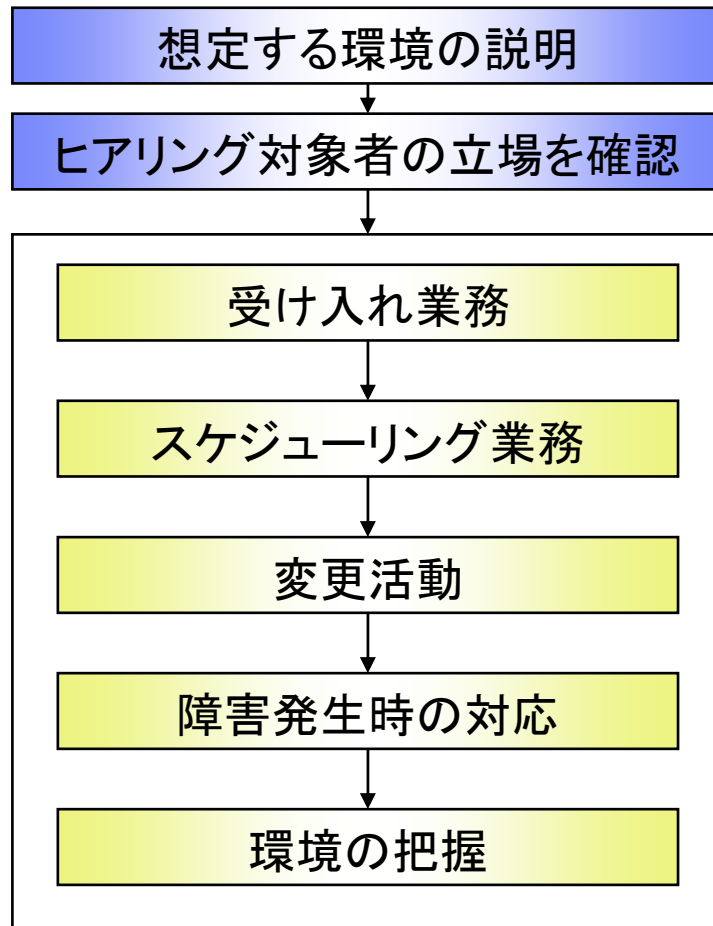 想定する環境の説明
ヒアリング対象者の立場を確認
受け入れ業務
スケジューリング業務
変更活動
障害発生時の対応
環境の把握